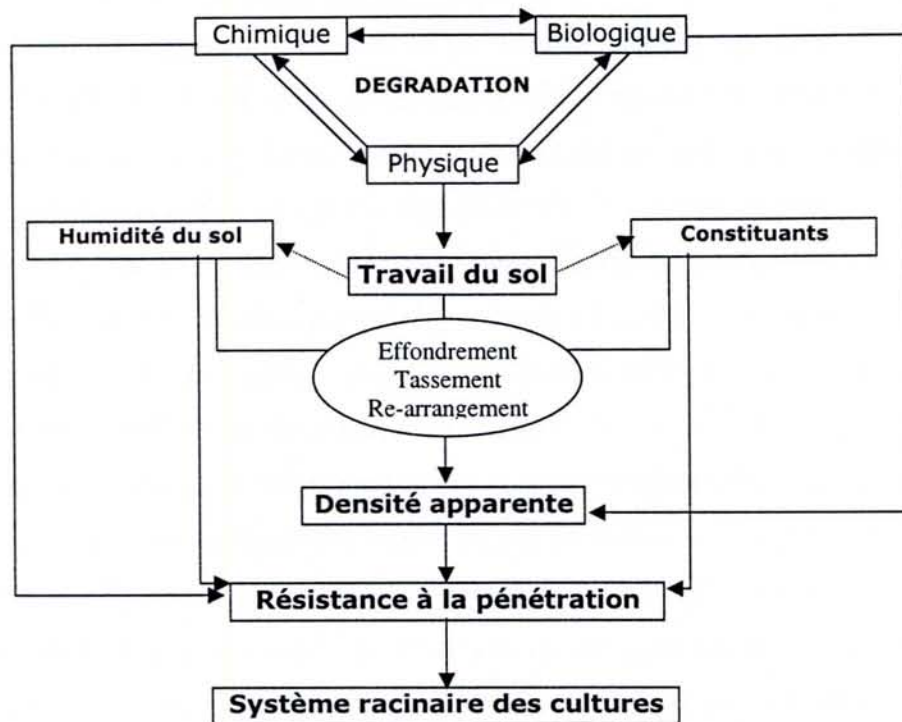 Chimique
Biologique
DEGRADATION
Physique
Humidité du sol
Constituants
Travail du sol
Effondrement
Tassement
Re-arrangement
Densité apparente
Résistance à la pénétration
Système racinaire des cultures